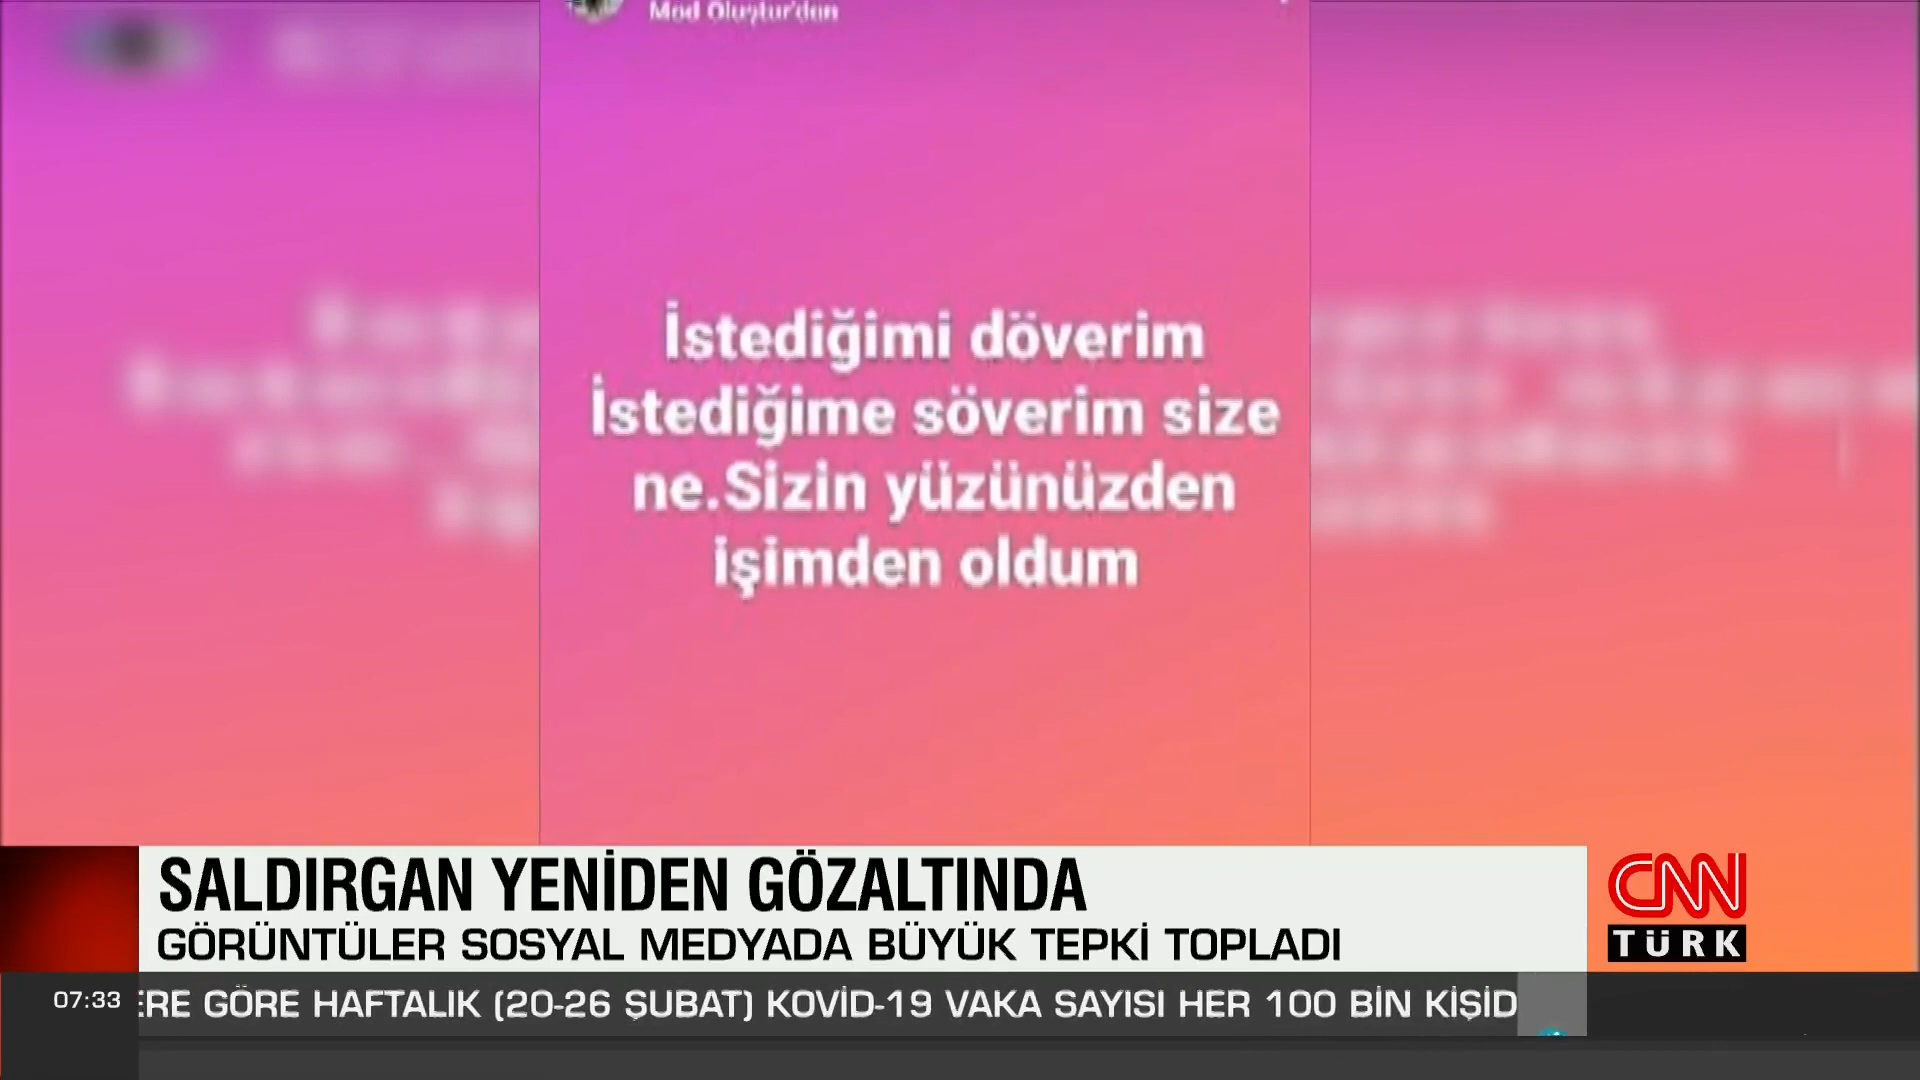 Mod Oluştur'dan
İstediğimi döverim
İstediğime söverim size
ne.Sizin yüzünüzden
işimden oldum
SALDIRGAN YENİDEN GÖZALTINDA
GÖRÜNTÜLER SOSYAL MEDYADA BÜYÜK TEPKİ TOPLADI
CNN
TÜRK
07:33
ERE GÖRE HAFTALIK (20-26 ŞUBAT) KOVİD-19 VAKA SAYISI HER 100 BİN KİŞİD